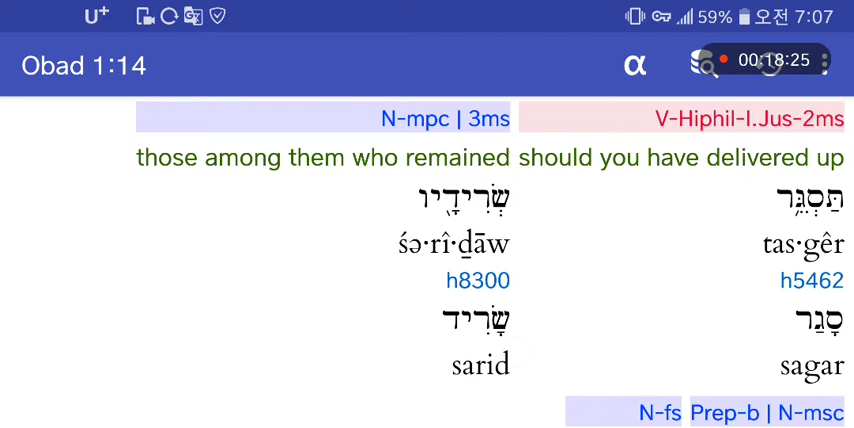 U+ 59% 오전 7:07
Obad 1:14 α 00:18:25
V-Hiphil-I.Jus-2ms N-mpc | 3ms
should you have delivered up those among them who remained
תַּסְגֵּ֥ר שְׂרִידָ֖יו
tas·gêr śə·rî·ḏāw
h5462 h8300
סָגַר שָׂרִיד
sagar sarid
Prep-b | N-msc N-fs